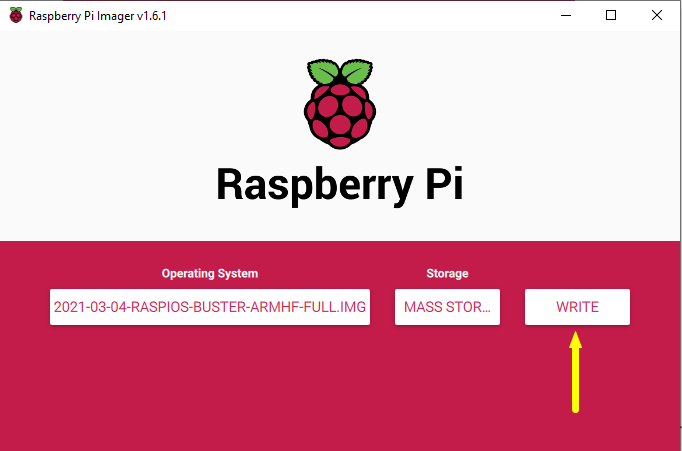 Raspberry Pi Imager v1.6.1
Raspberry Pi
Operating System
Storage
2021-03-04-RASPIOS-BUSTER-ARMHF-FULL.IMG
MASS STOR...
WRITE